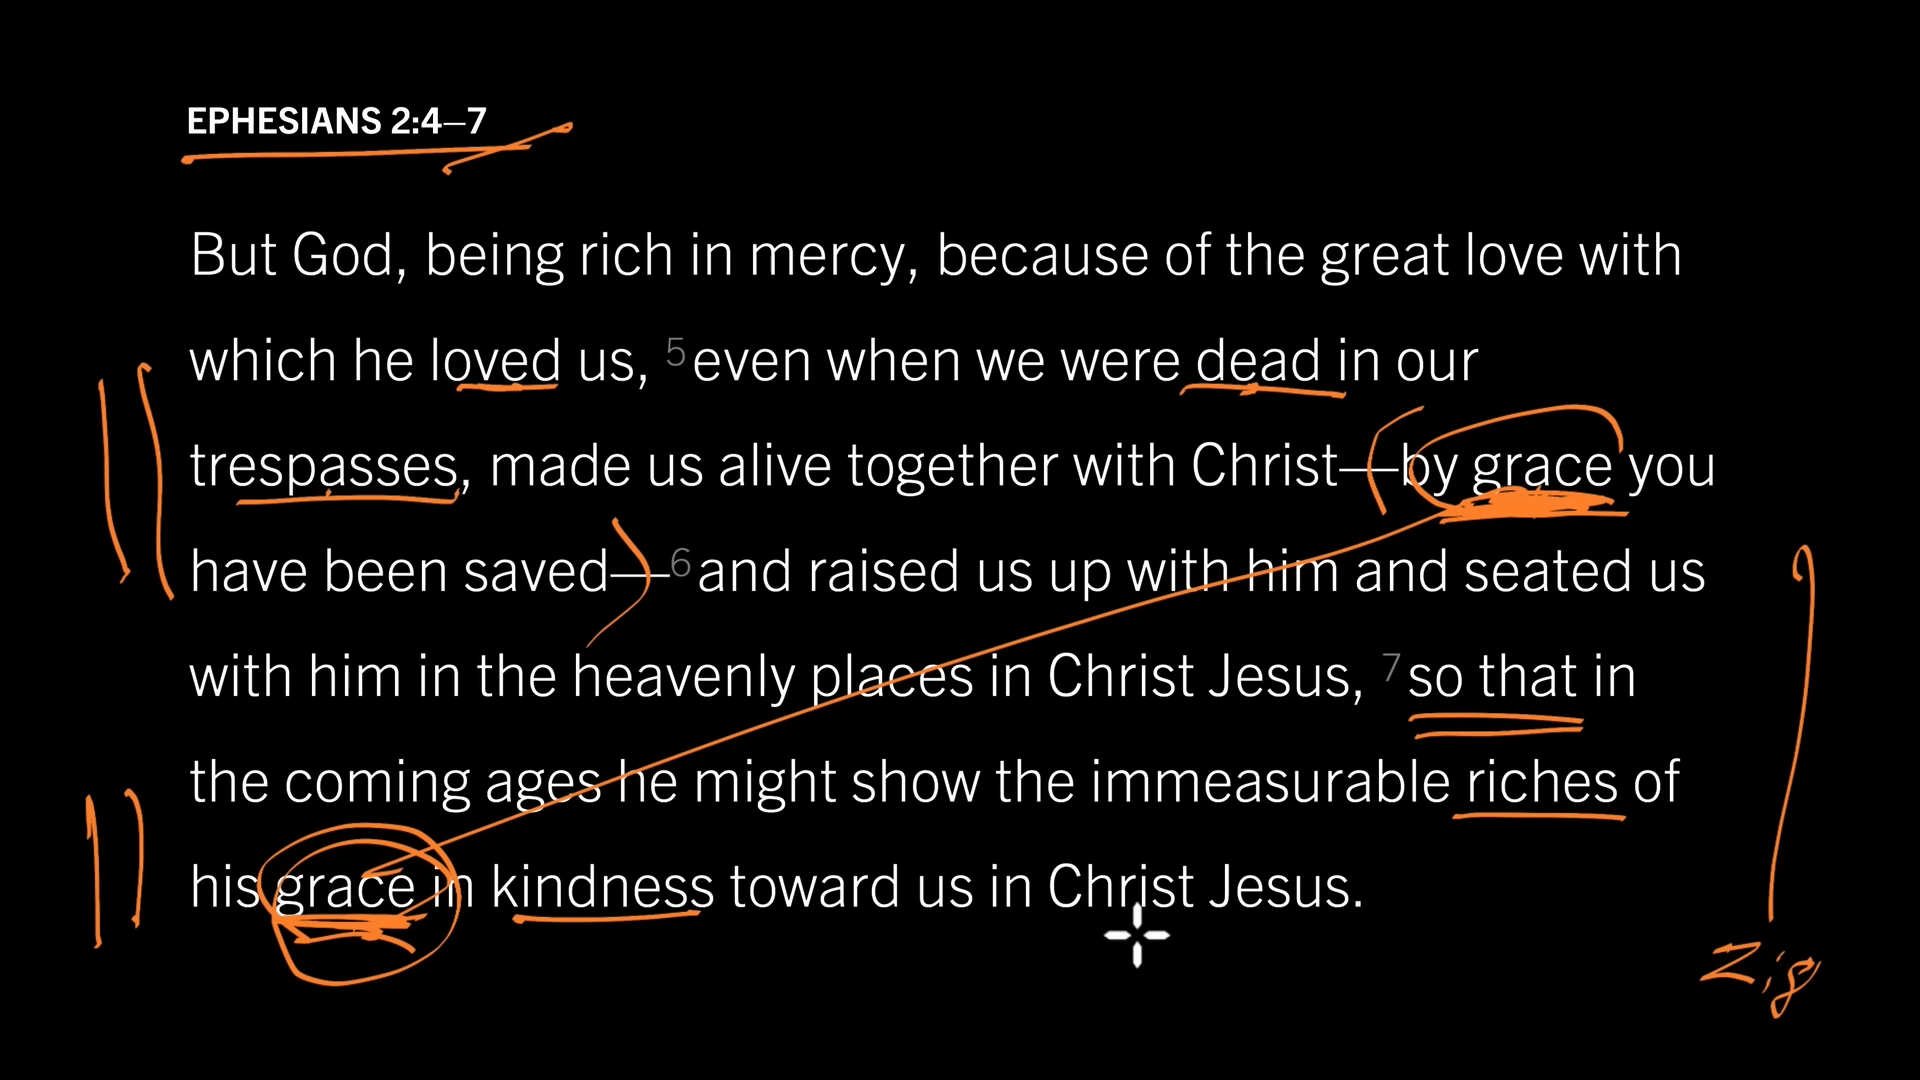 EPHESIANS 2:4–7
But God, being rich in mercy, because of the great love with
which he loved us, 5 even when we were dead in our
trespasses, made us alive together with Christ—by grace you
have been saved—6 and raised us up with him and seated us
with him in the heavenly places in Christ Jesus, 7 so that in
the coming ages he might show the immeasurable riches of
his grace in kindness toward us in Christ Jesus.
Zig